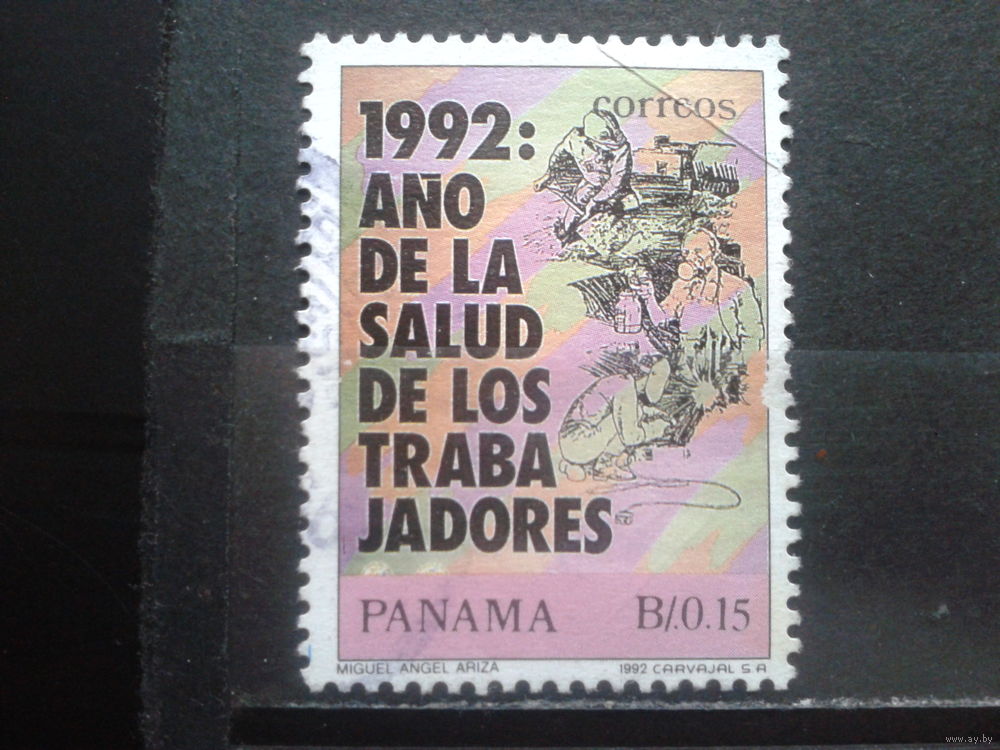 correos
1992:
AÑO
DE LA
SALUD
DE LOS
TRABA
JADORES
PANAMA B/.0.15
MIGUEL ANGEL ARIZA 1992 CARVAJAL S.A
www.ay.by